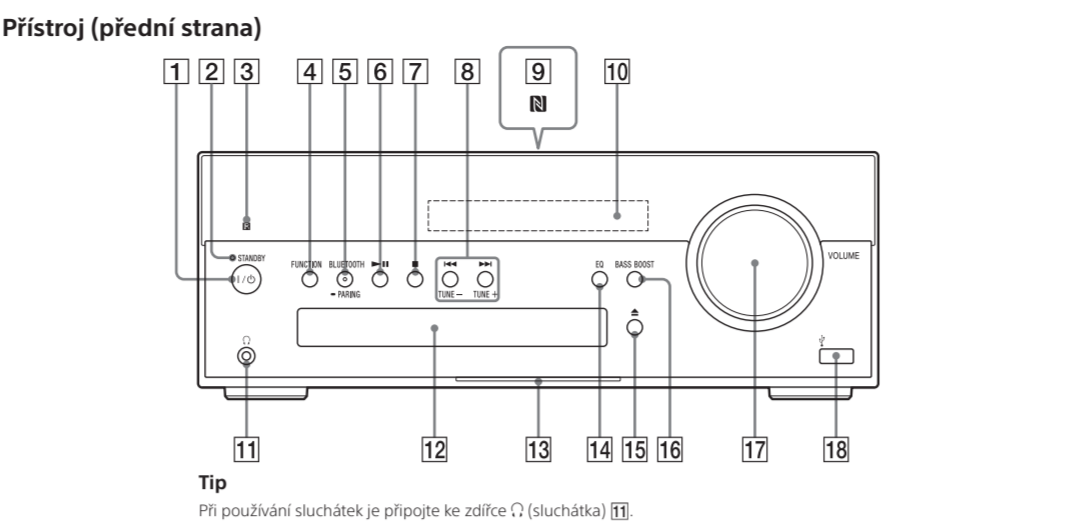 Přístroj (přední strana)
1 2 3 4 5 6 7 8 9 10
STANDBY
I / ⏻
FUNCTION BLUETOOTH ►❚❚ ■ ⏮ ⏭ EQ BASS BOOST VOLUME
PARING TUNE − TUNE +
11 12 13 14 15 16 17 18
Tip
Při používání sluchátek je připojte ke zdířce 🎧 (sluchátka) 11.